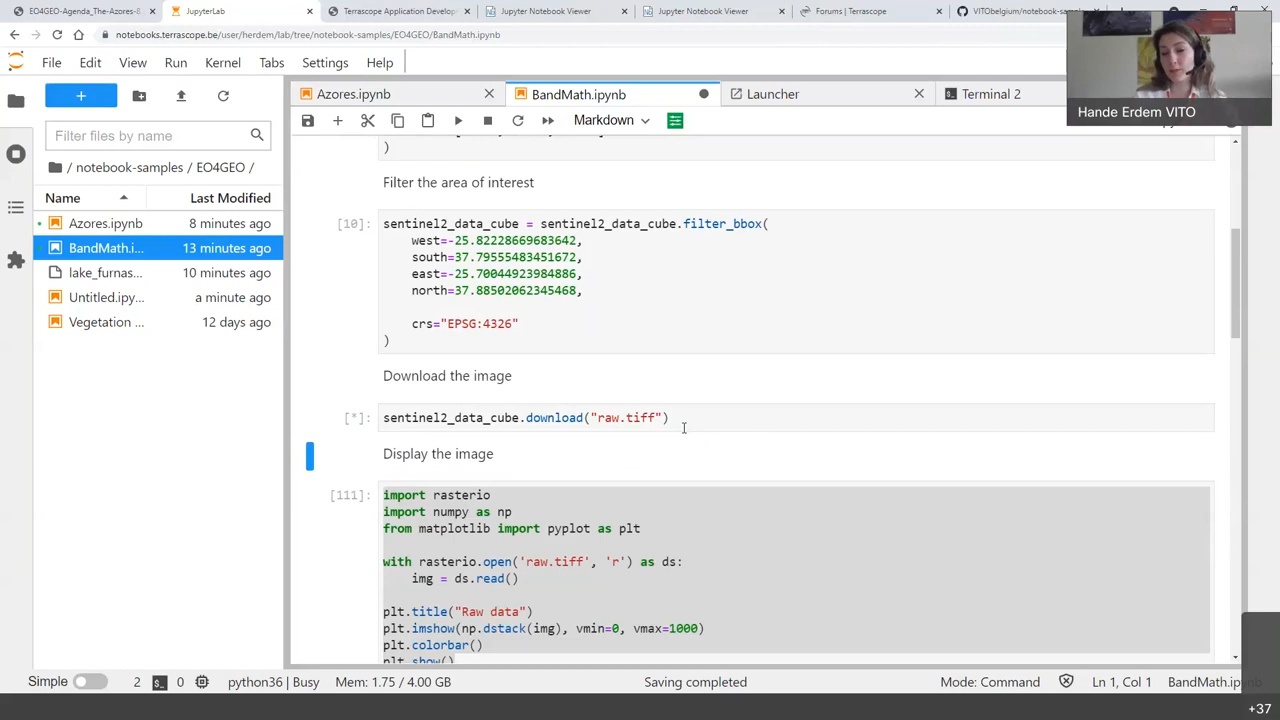 EO4GEO-Agenda_The-Azores-8
JupyterLab
Terrascope Application Develop
Jupyter Notebook Viewer
Jupyter Notebook Viewer
Forums | Terrascope
VITObelgium/notebook-sam
notebooks.terrascope.be/user/herdem/lab/tree/notebook-samples/EO4GEO/BandMath.ipynb
File Edit View Run Kernel Tabs Settings Help
Hande Erdem VITO
Azores.ipynb
BandMath.ipynb
Launcher
Terminal 2
Markdown
Filter files by name
/ notebook-samples / EO4GEO /
Name Last Modified
Azores.ipynb 8 minutes ago
BandMath.i... 13 minutes ago
lake_furnas... 10 minutes ago
Untitled.ipy... a minute ago
Vegetation ... 12 days ago
)
Filter the area of interest
[10]: sentinel2_data_cube = sentinel2_data_cube.filter_bbox(
west=-25.82228669683642,
south=37.79555483451672,
east=-25.70044923984886,
north=37.88502062345468,
crs="EPSG:4326"
)
Download the image
[*]: sentinel2_data_cube.download("raw.tiff")
Display the image
[111]: import rasterio
import numpy as np
from matplotlib import pyplot as plt
with rasterio.open('raw.tiff', 'r') as ds:
img = ds.read()
plt.title("Raw data")
plt.imshow(np.dstack(img), vmin=0, vmax=1000)
plt.colorbar()
plt.show()
Simple 2 0 python36 | Busy Mem: 1.75 / 4.00 GB Saving completed Mode: Command Ln 1, Col 1 BandMath.ipynb
+37